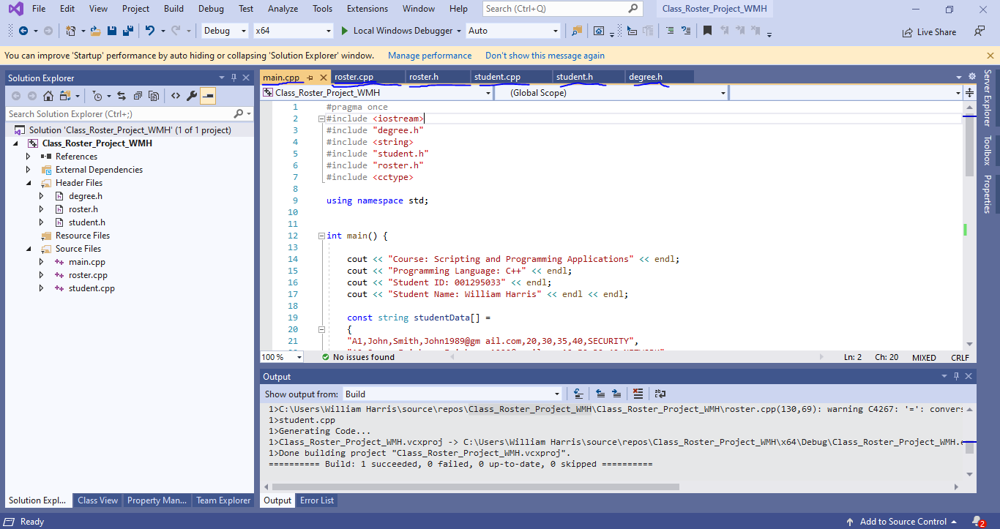 File Edit View Project Build Debug Test Analyze Tools Extensions Window Help Search (Ctrl+Q) Class_Roster_Project_WMH
Debug x64 Local Windows Debugger Auto Live Share
You can improve 'Startup' performance by auto hiding or collapsing 'Solution Explorer' window. Manage performance Don't show this message again
Solution Explorer
Search Solution Explorer (Ctrl+;)
Solution 'Class_Roster_Project_WMH' (1 of 1 project)
Class_Roster_Project_WMH
References
External Dependencies
Header Files
degree.h
roster.h
student.h
Resource Files
Source Files
main.cpp
roster.cpp
student.cpp
Solution Expl... Class View Property Man... Team Explorer
main.cpp roster.cpp roster.h student.cpp student.h degree.h
Class_Roster_Project_WMH (Global Scope)
1 #pragma once
2 #include <iostream>
3 #include "degree.h"
4 #include <string>
5 #include "student.h"
6 #include "roster.h"
7 #include <cctype>
8
9 using namespace std;
10
11
12 int main() {
13
14 cout << "Course: Scripting and Programming Applications" << endl;
15 cout << "Programming Language: C++" << endl;
16 cout << "Student ID: 001295033" << endl;
17 cout << "Student Name: William Harris" << endl << endl;
18
19 const string studentData[] =
20 {
21 "A1,John,Smith,John1989@gm ail.com,20,30,35,40,SECURITY",
100 % No issues found Ln: 2 Ch: 20 MIXED CRLF
Output
Show output from: Build
1>C:\Users\William Harris\source\repos\Class_Roster_Project_WMH\Class_Roster_Project_WMH\roster.cpp(130,69): warning C4267: '=': convers
1>student.cpp
1>Generating Code...
1>Class_Roster_Project_WMH.vcxproj -> C:\Users\William Harris\source\repos\Class_Roster_Project_WMH\x64\Debug\Class_Roster_Project_WMH.
1>Done building project "Class_Roster_Project_WMH.vcxproj".
========== Build: 1 succeeded, 0 failed, 0 up-to-date, 0 skipped ==========
Output Error List
Server Explorer
Toolbox
Properties
Ready Add to Source Control 2